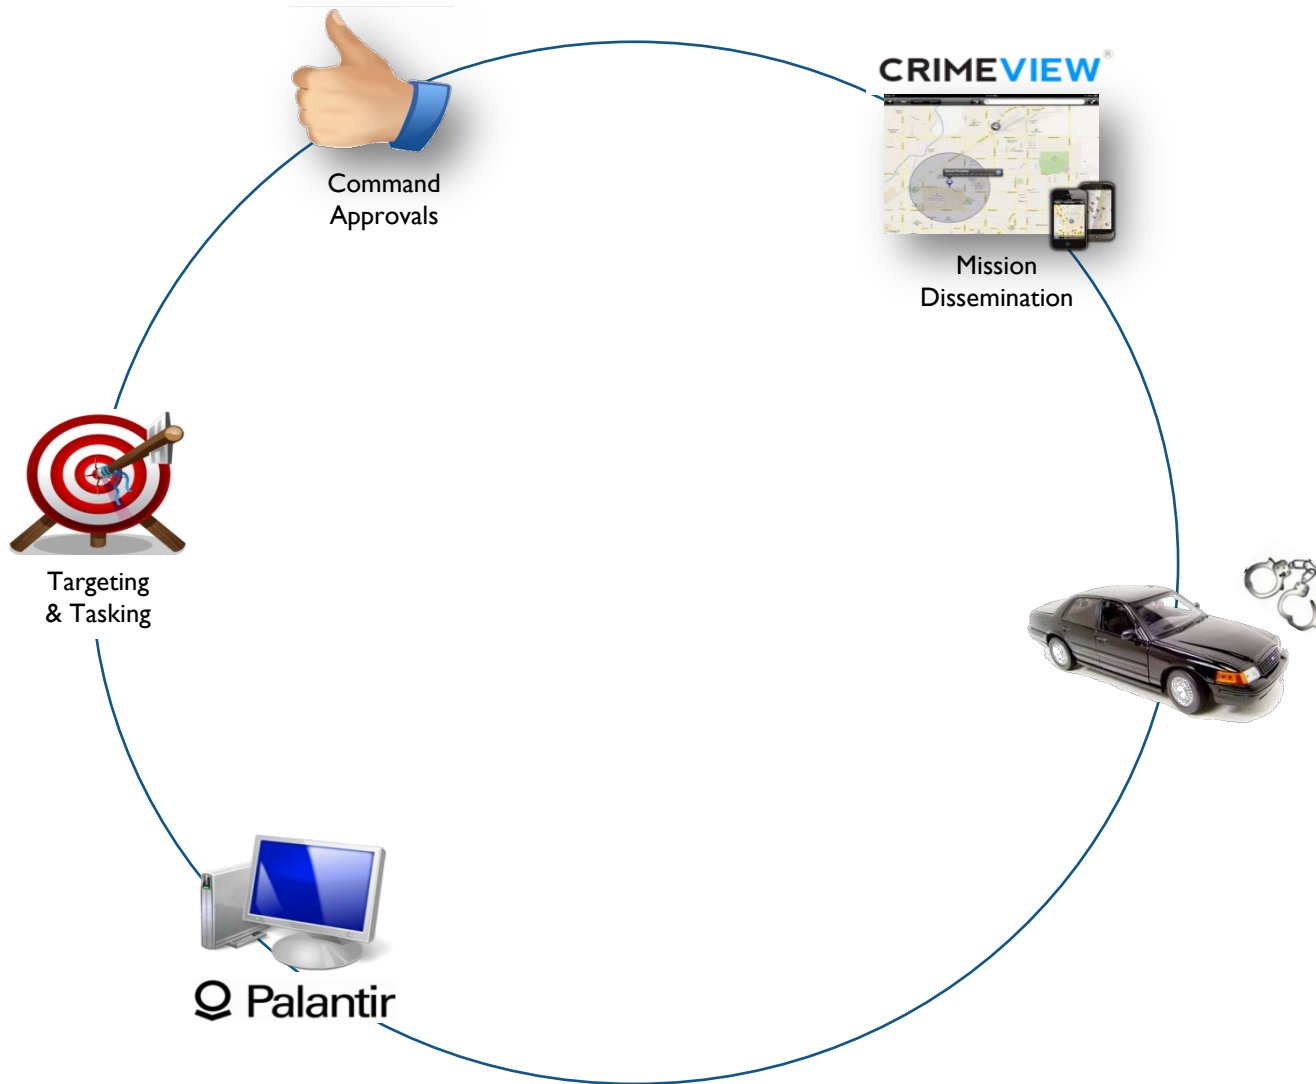 CRIMEVIEW®
Command
Approvals
Mission
Dissemination
Targeting
& Tasking
Palantir